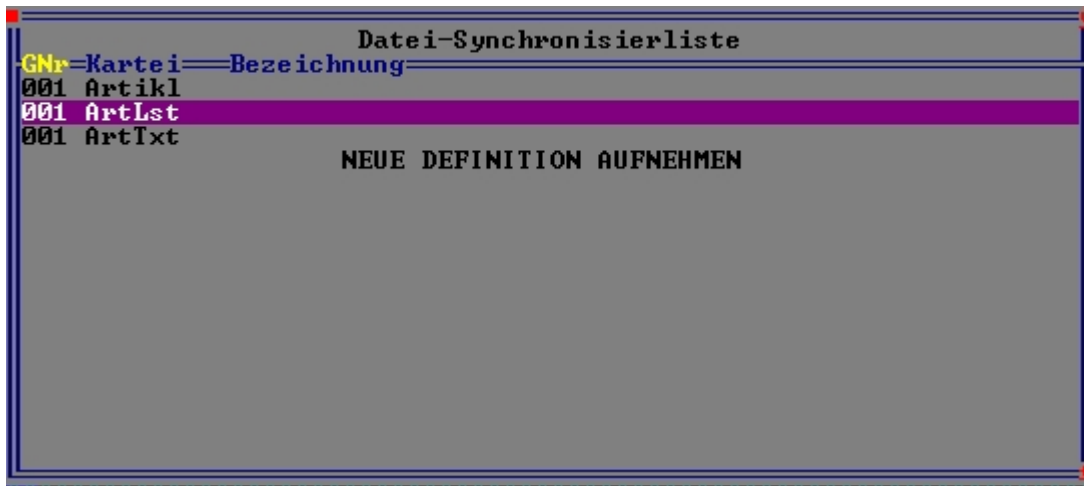 Datei-Synchronisierliste
GNr=Kartei══Bezeichnung
001 Artikl
001 ArtLst
001 ArtTxt
NEUE DEFINITION AUFNEHMEN